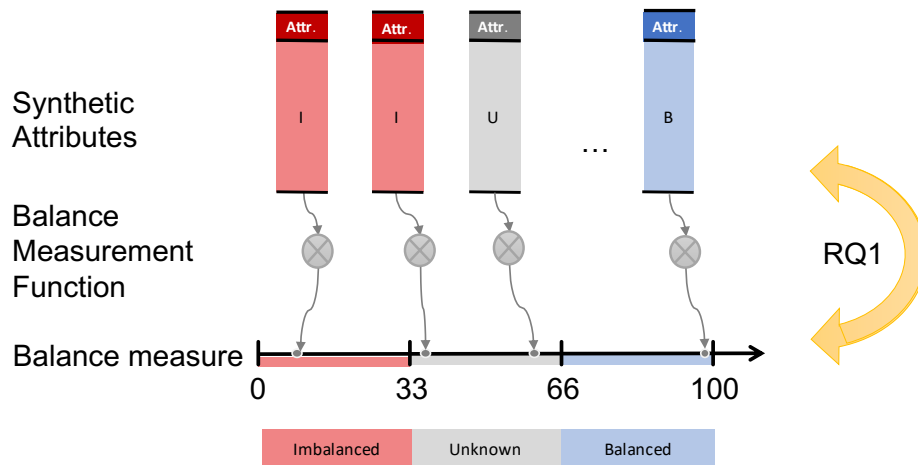 Attr. Attr. Attr. Attr.
Synthetic
Attributes
I I U ... B
Balance
Measurement
Function
RQ1
Balance measure
0 33 66 100
Imbalanced Unknown Balanced